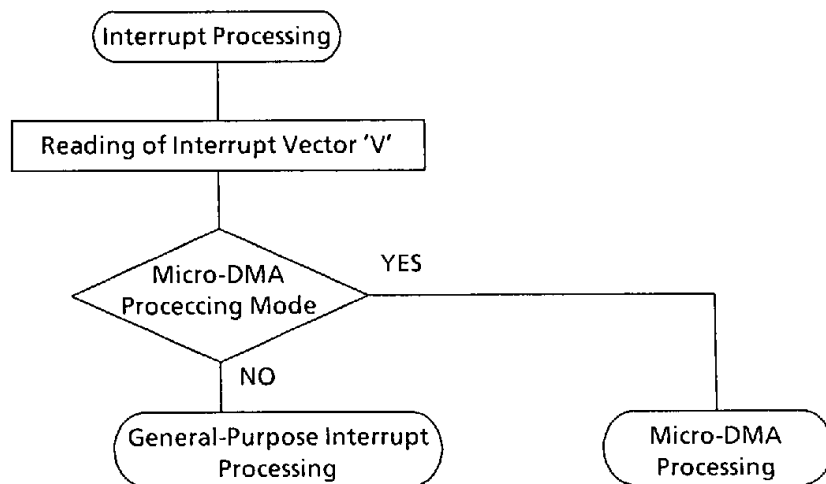 Interrupt Processing
Reading of Interrupt Vector ‘V’
Micro-DMA
Proceccing Mode
YES
NO
General-Purpose Interrupt
Processing
Micro-DMA
Processing